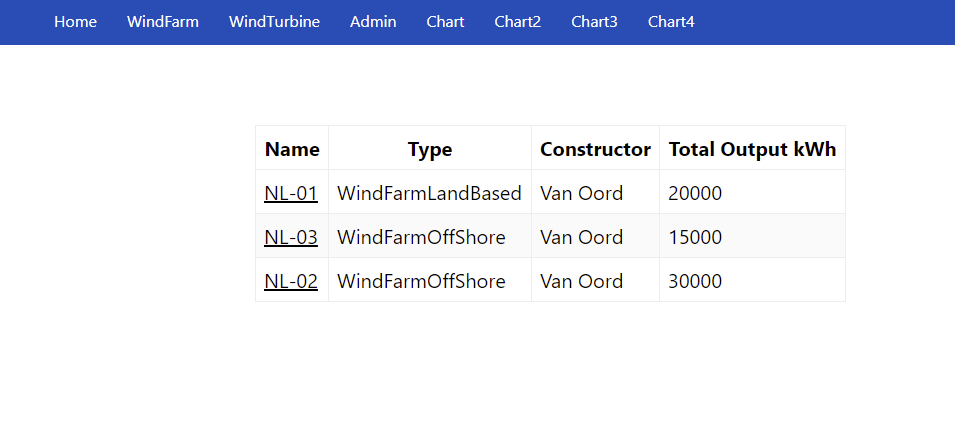 Home WindFarm WindTurbine Admin Chart Chart2 Chart3 Chart4
Name Type Constructor Total Output kWh
NL-01 WindFarmLandBased Van Oord 20000
NL-03 WindFarmOffShore Van Oord 15000
NL-02 WindFarmOffShore Van Oord 30000